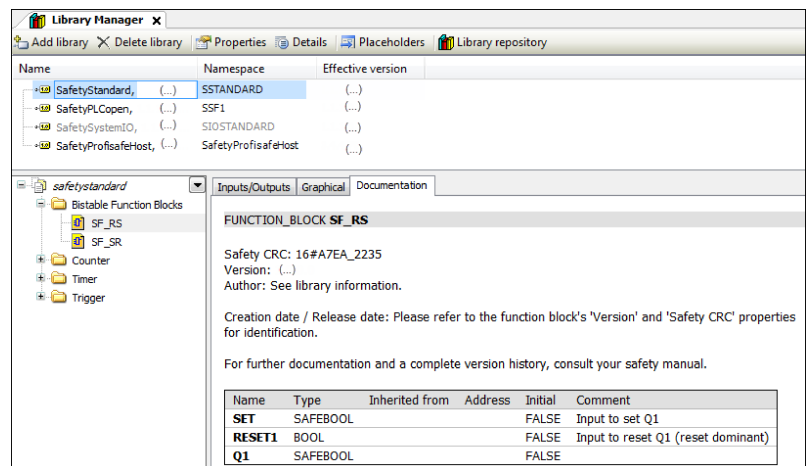 Library Manager x
Add library Delete library Properties Details Placeholders Library repository
Name Namespace Effective version
SafetyStandard, (...) SSTANDARD (...)
SafetyPLCopen, (...) SSF1 (...)
SafetySystemIO, (...) SIOSTANDARD (...)
SafetyProfisafeHost, (...) SafetyProfisafeHost (...)
safetystandard
Bistable Function Blocks
SF_RS
SF_SR
Counter
Timer
Trigger
Inputs/Outputs Graphical Documentation
FUNCTION_BLOCK SF_RS
Safety CRC: 16#A7EA_2235
Version: (...)
Author: See library information.
Creation date / Release date: Please refer to the function block's 'Version' and 'Safety CRC' properties
for identification.
For further documentation and a complete version history, consult your safety manual.
Name Type Inherited from Address Initial Comment
SET SAFEBOOL FALSE Input to set Q1
RESET1 BOOL FALSE Input to reset Q1 (reset dominant)
Q1 SAFEBOOL FALSE